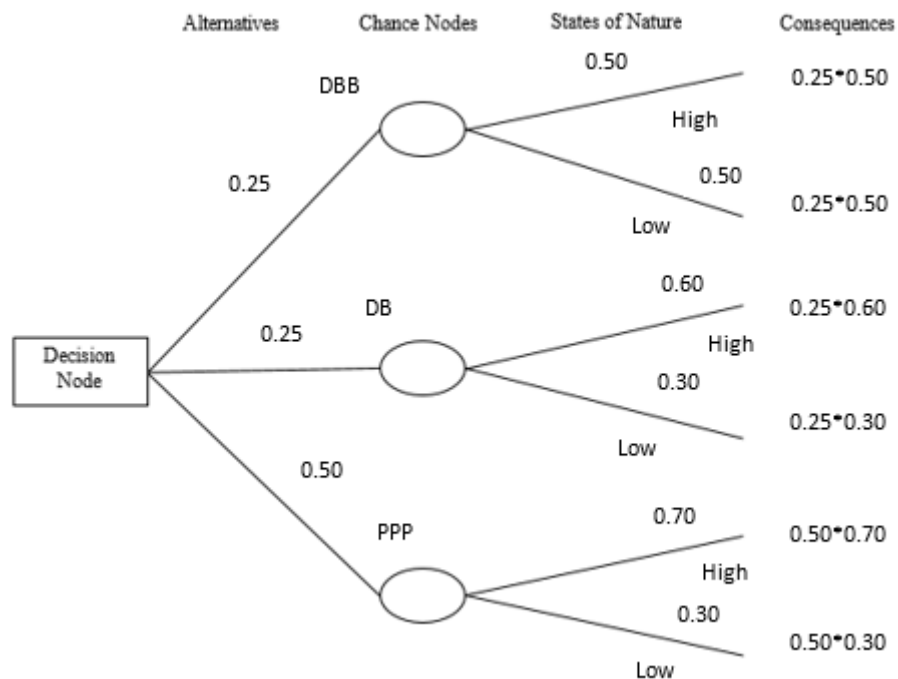 Alternatives Chance Nodes States of Nature Consequences
0.50
0.25*0.50
DBB
High
0.25
0.50
0.25*0.50
Low
0.60
0.25*0.60
DB
0.25
High
Decision
Node
0.30
0.25*0.30
Low
0.50
0.70
0.50*0.70
PPP
High
0.30
0.50*0.30
Low